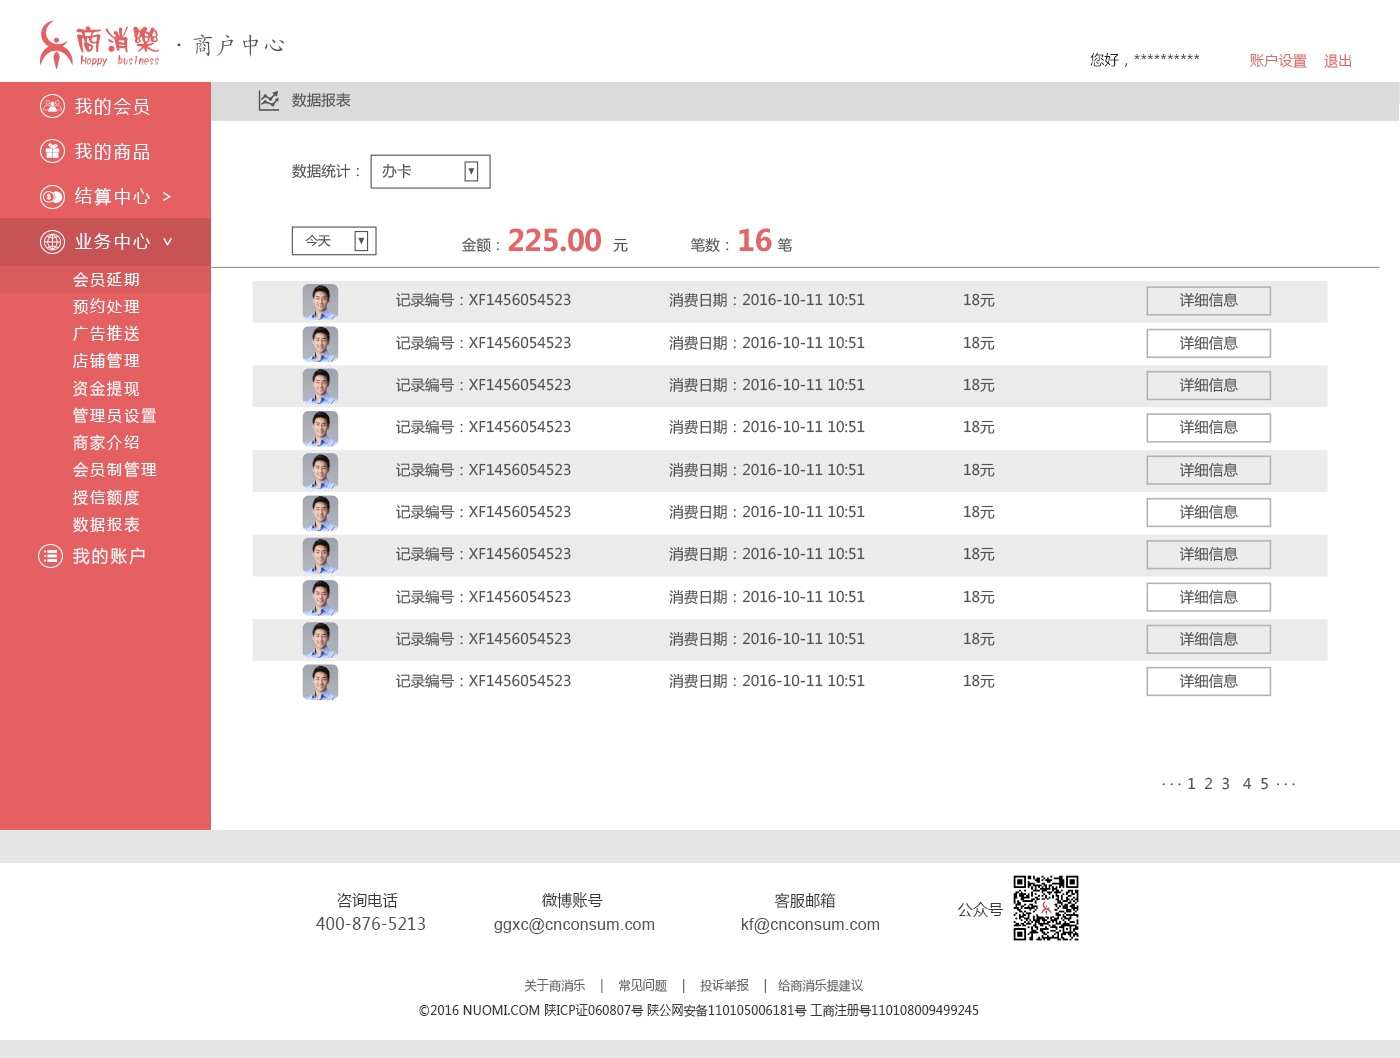 商消樂
Happy business
· 商户中心
您好，********** 账户设置 退出
我的会员
我的商品
结算中心 >
业务中心 v
会员延期
预约处理
广告推送
店铺管理
资金提现
管理员设置
商家介绍
会员制管理
授信额度
数据报表
我的账户
数据报表
数据统计： 办卡
今天 金额：225.00 元 笔数：16 笔
记录编号：XF1456054523 消费日期：2016-10-11 10:51 18元 详细信息
记录编号：XF1456054523 消费日期：2016-10-11 10:51 18元 详细信息
记录编号：XF1456054523 消费日期：2016-10-11 10:51 18元 详细信息
记录编号：XF1456054523 消费日期：2016-10-11 10:51 18元 详细信息
记录编号：XF1456054523 消费日期：2016-10-11 10:51 18元 详细信息
记录编号：XF1456054523 消费日期：2016-10-11 10:51 18元 详细信息
记录编号：XF1456054523 消费日期：2016-10-11 10:51 18元 详细信息
记录编号：XF1456054523 消费日期：2016-10-11 10:51 18元 详细信息
记录编号：XF1456054523 消费日期：2016-10-11 10:51 18元 详细信息
记录编号：XF1456054523 消费日期：2016-10-11 10:51 18元 详细信息
··· 1 2 3 4 5 ···
咨询电话 微博账号 客服邮箱 公众号
400-876-5213 ggxc@cnconsum.com kf@cnconsum.com
关于商消乐 | 常见问题 | 投诉举报 | 给商消乐提建议
©2016 NUOMI.COM 陕ICP证060807号 陕公网安备110105006181号 工商注册号110108009499245